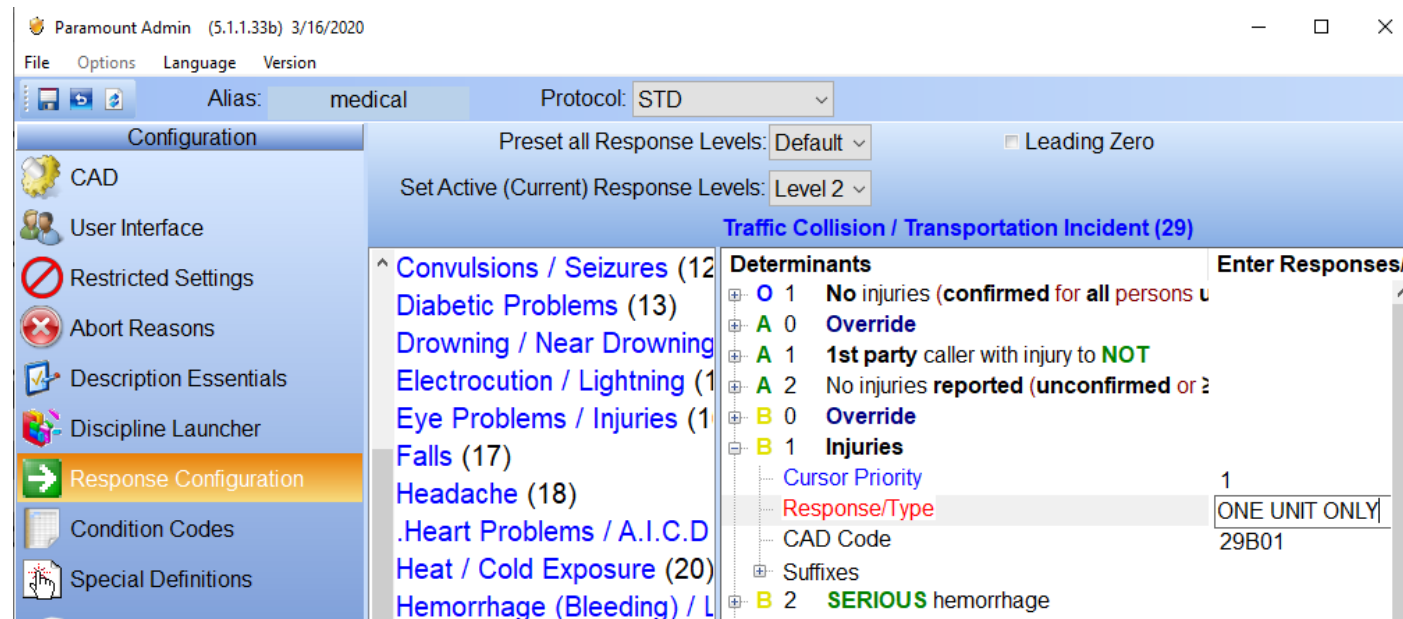 Paramount Admin (5.1.1.33b) 3/16/2020
File Options Language Version
Alias: medical Protocol: STD
Configuration
Preset all Response Levels: Default
Leading Zero
Set Active (Current) Response Levels: Level 2
CAD
User Interface
Restricted Settings
Abort Reasons
Description Essentials
Discipline Launcher
Response Configuration
Condition Codes
Special Definitions
Traffic Collision / Transportation Incident (29)
Convulsions / Seizures (12
Diabetic Problems (13)
Drowning / Near Drowning
Electrocution / Lightning (1
Eye Problems / Injuries (1
Falls (17)
Headache (18)
.Heart Problems / A.I.C.D
Heat / Cold Exposure (20)
Hemorrhage (Bleeding) / L
Determinants Enter Responses/
O 1 No injuries (confirmed for all persons u
A 0 Override
A 1 1st party caller with injury to NOT
A 2 No injuries reported (unconfirmed or ≥
B 0 Override
B 1 Injuries
Cursor Priority 1
Response/Type ONE UNIT ONLY
CAD Code 29B01
Suffixes
B 2 SERIOUS hemorrhage